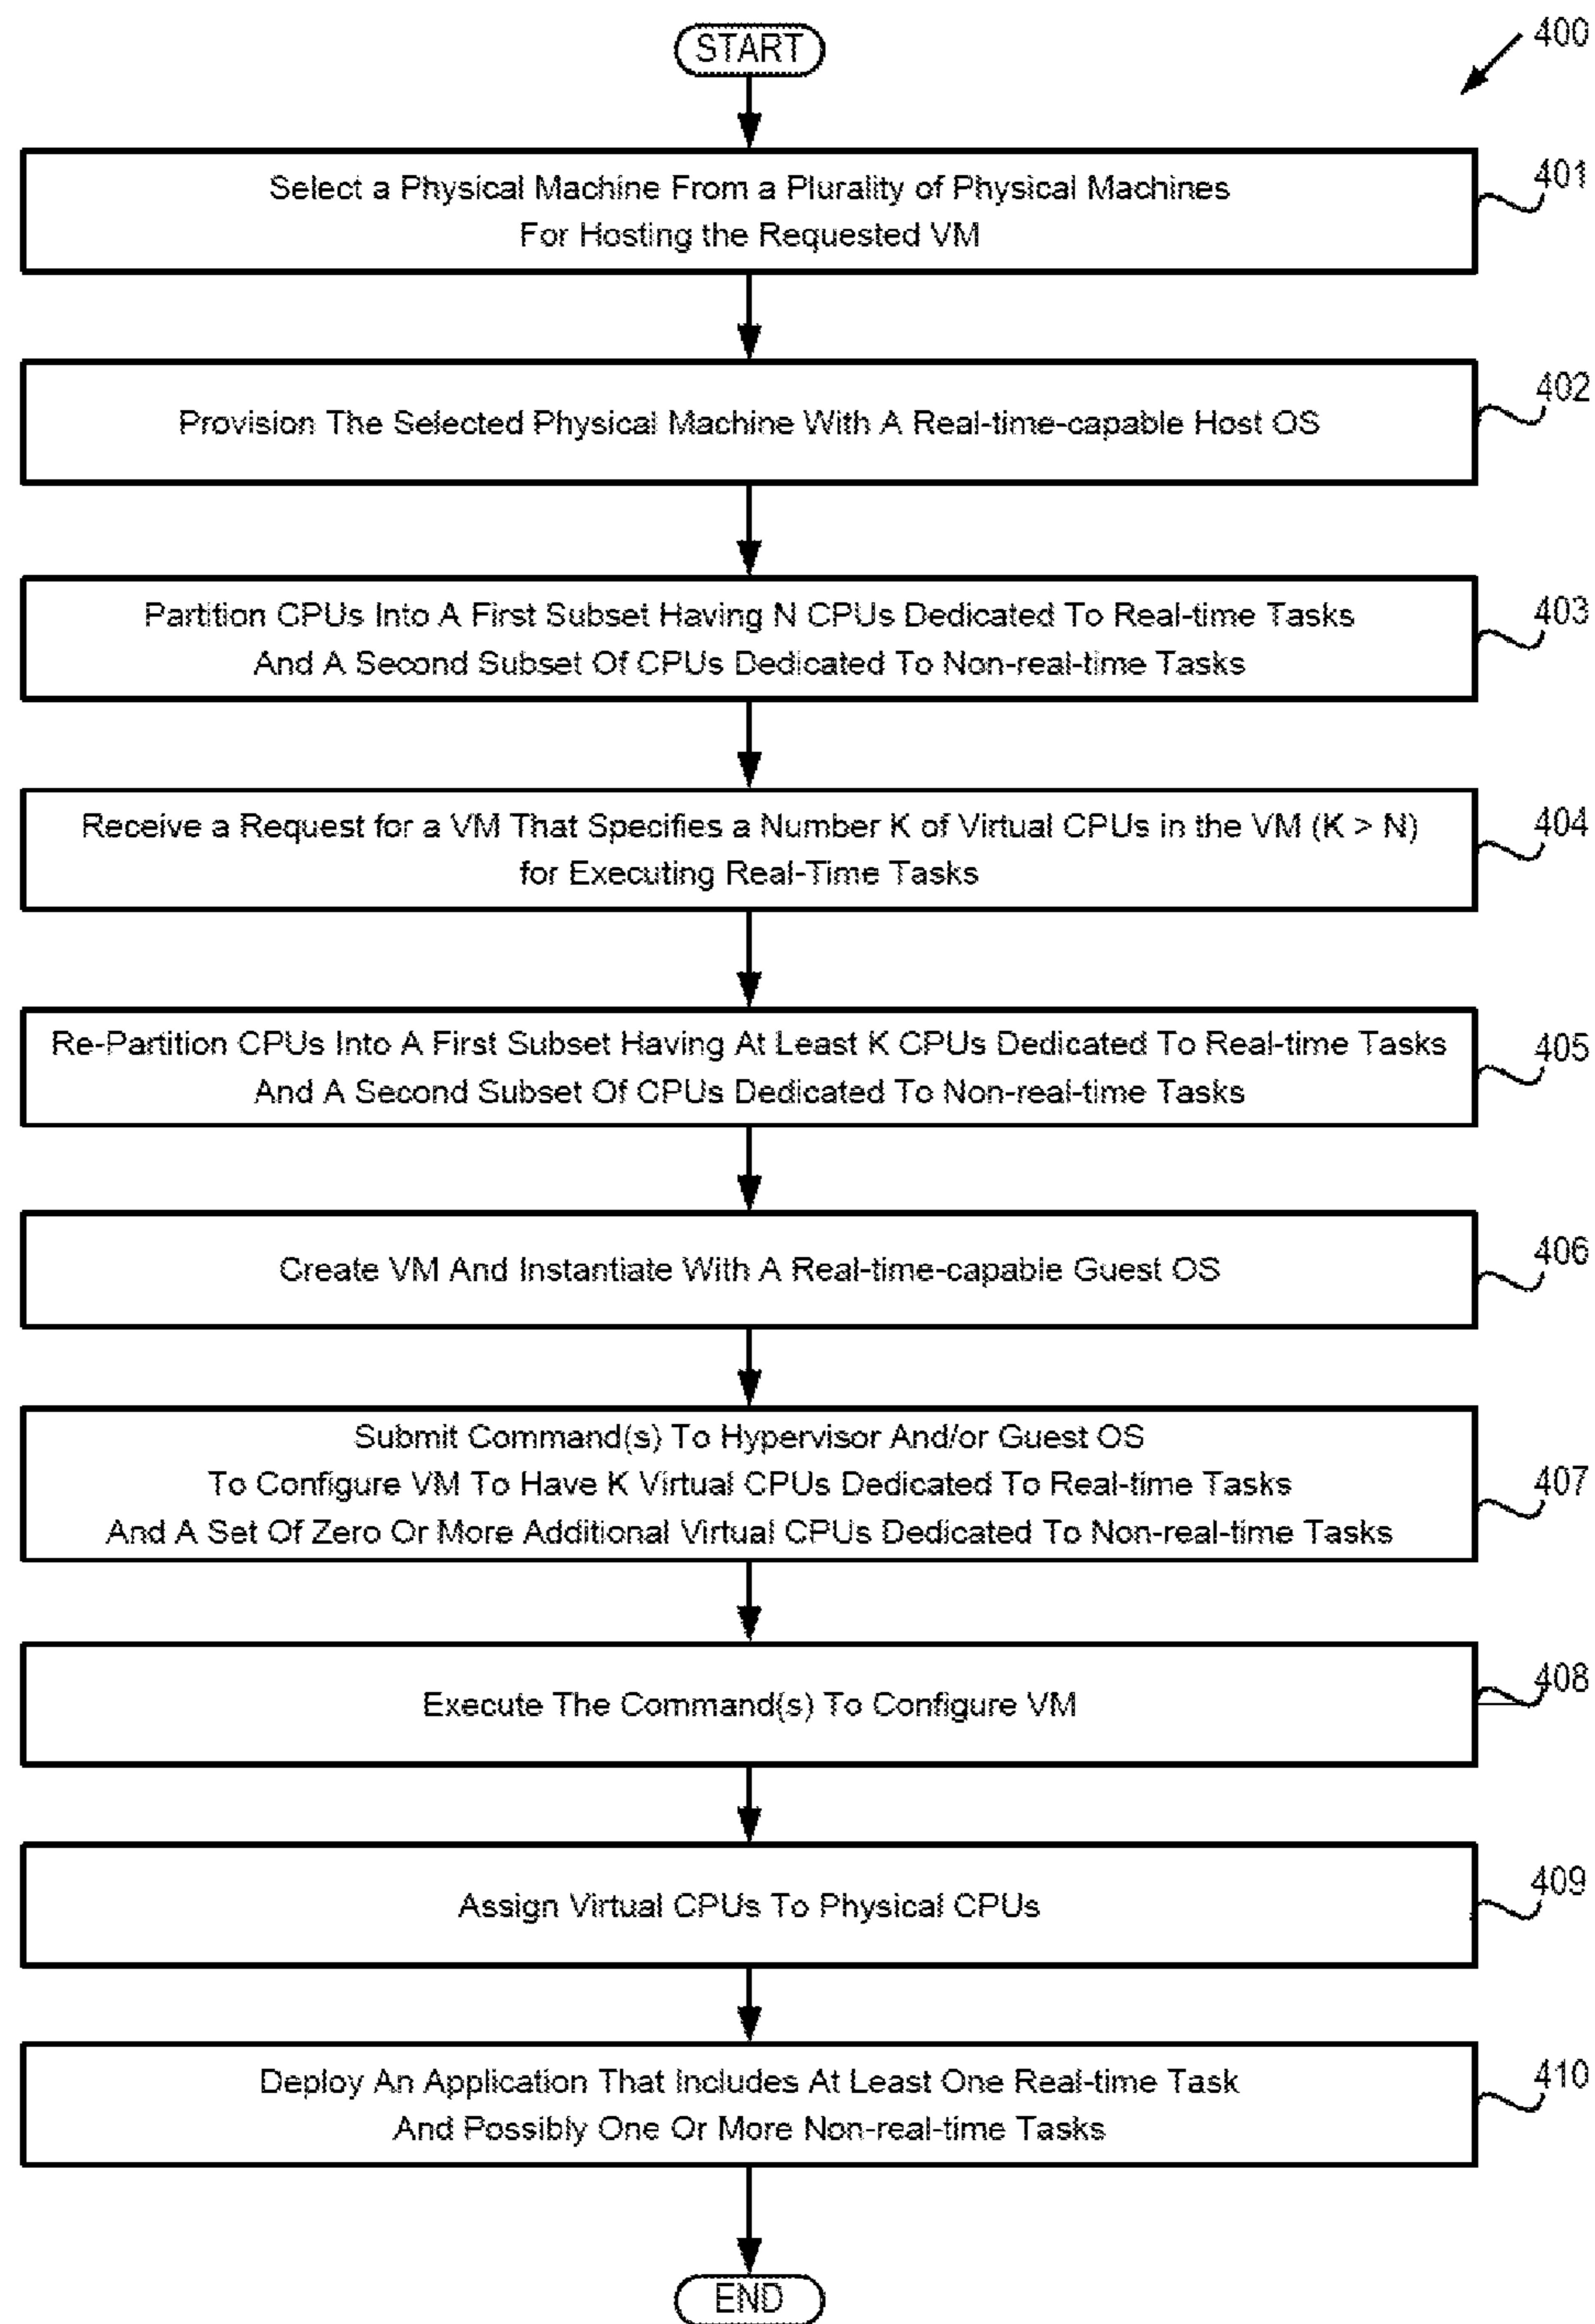 START
400
Select a Physical Machine From a Plurality of Physical Machines
For Hosting the Requested VM
401
Provision The Selected Physical Machine With A Real-time-capable Host OS
402
Partition CPUs Into A First Subset Having N CPUs Dedicated To Real-time Tasks
And A Second Subset Of CPUs Dedicated To Non-real-time Tasks
403
Receive a Request for a VM That Specifies a Number K of Virtual CPUs in the VM (K > N)
for Executing Real-Time Tasks
404
Re-Partition CPUs Into A First Subset Having At Least K CPUs Dedicated To Real-time Tasks
And A Second Subset Of CPUs Dedicated To Non-real-time Tasks
405
Create VM And Instantiate With A Real-time-capable Guest OS
406
Submit Command(s) To Hypervisor And/or Guest OS
To Configure VM To Have K Virtual CPUs Dedicated To Real-time Tasks
And A Set Of Zero Or More Additional Virtual CPUs Dedicated To Non-real-time Tasks
407
Execute The Command(s) To Configure VM
408
Assign Virtual CPUs To Physical CPUs
409
Deploy An Application That Includes At Least One Real-time Task
And Possibly One Or More Non-real-time Tasks
410
END